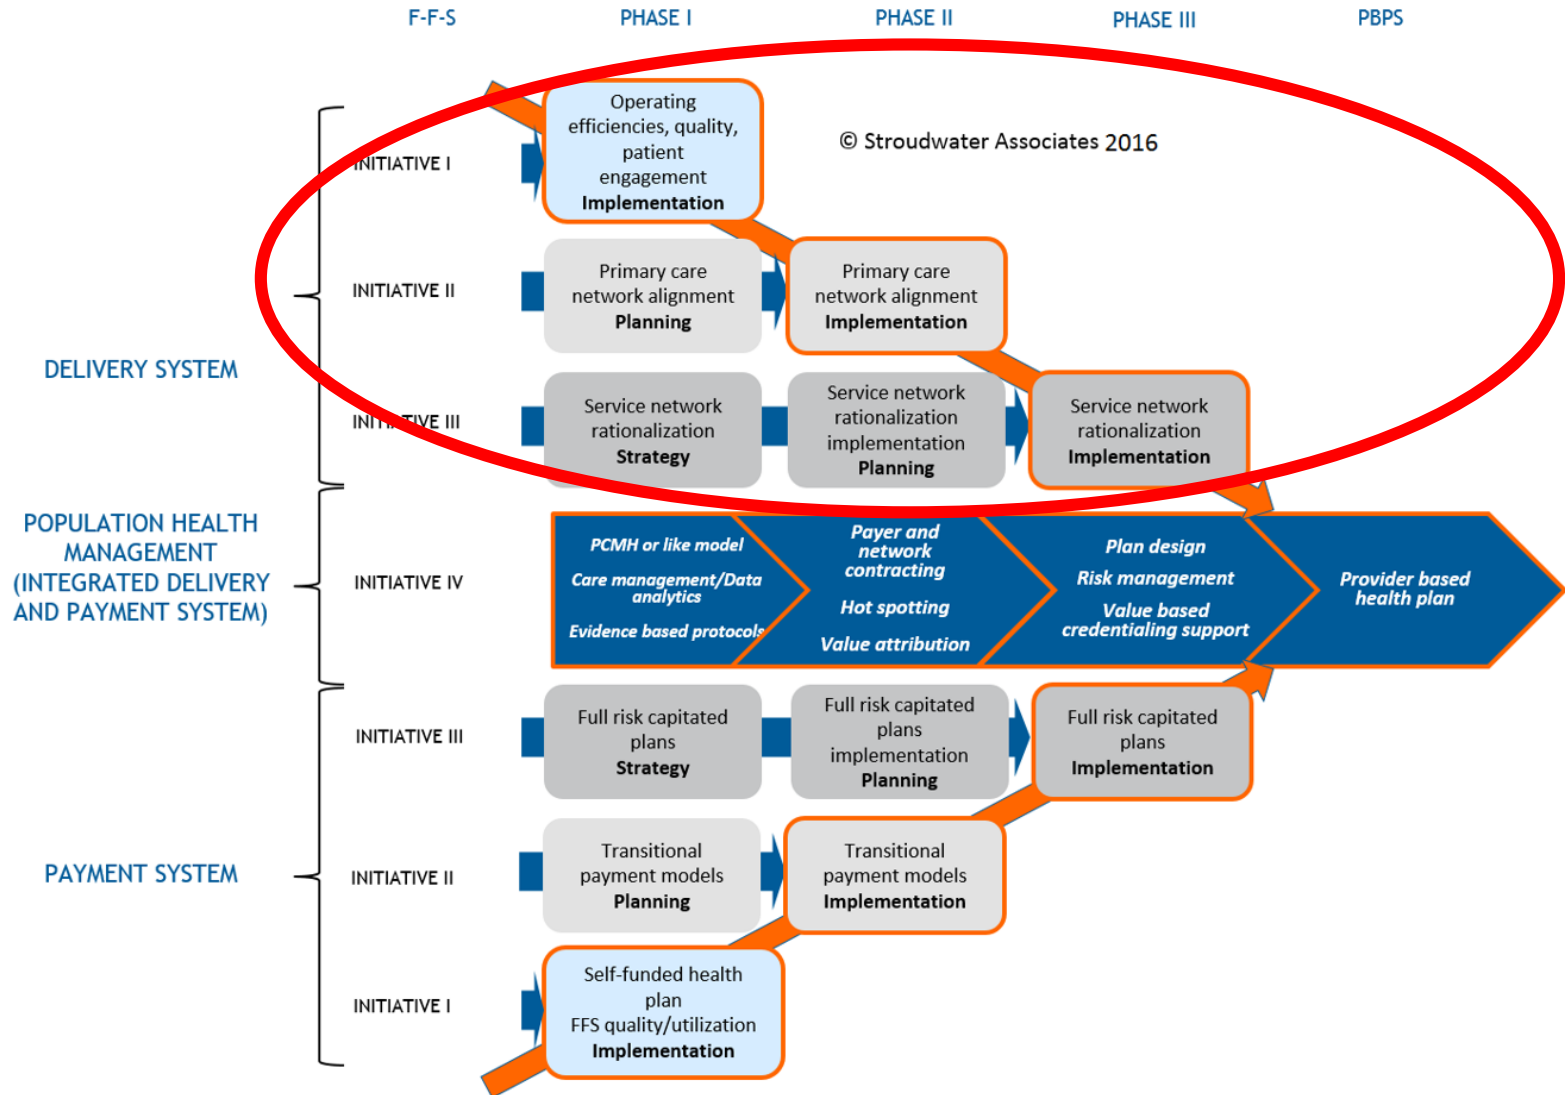 F-F-S
PHASE I
PHASE II
PHASE III
PBPS
© Stroudwater Associates 2016
DELIVERY SYSTEM
INITIATIVE I
Operating
efficiencies, quality,
patient
engagement
Implementation
INITIATIVE II
Primary care
network alignment
Planning
Primary care
network alignment
Implementation
INITIATIVE III
Service network
rationalization
Strategy
Service network
rationalization
implementation
Planning
Service network
rationalization
Implementation
POPULATION HEALTH
MANAGEMENT
(INTEGRATED DELIVERY
AND PAYMENT SYSTEM)
INITIATIVE IV
PCMH or like model
Care management/Data
analytics
Evidence based protocols
Payer and
network
contracting
Hot spotting
Value attribution
Plan design
Risk management
Value based
credentialing support
Provider based
health plan
PAYMENT SYSTEM
INITIATIVE III
Full risk capitated
plans
Strategy
Full risk capitated
plans
implementation
Planning
Full risk capitated
plans
Implementation
INITIATIVE II
Transitional
payment models
Planning
Transitional
payment models
Implementation
INITIATIVE I
Self-funded health
plan
FFS quality/utilization
Implementation